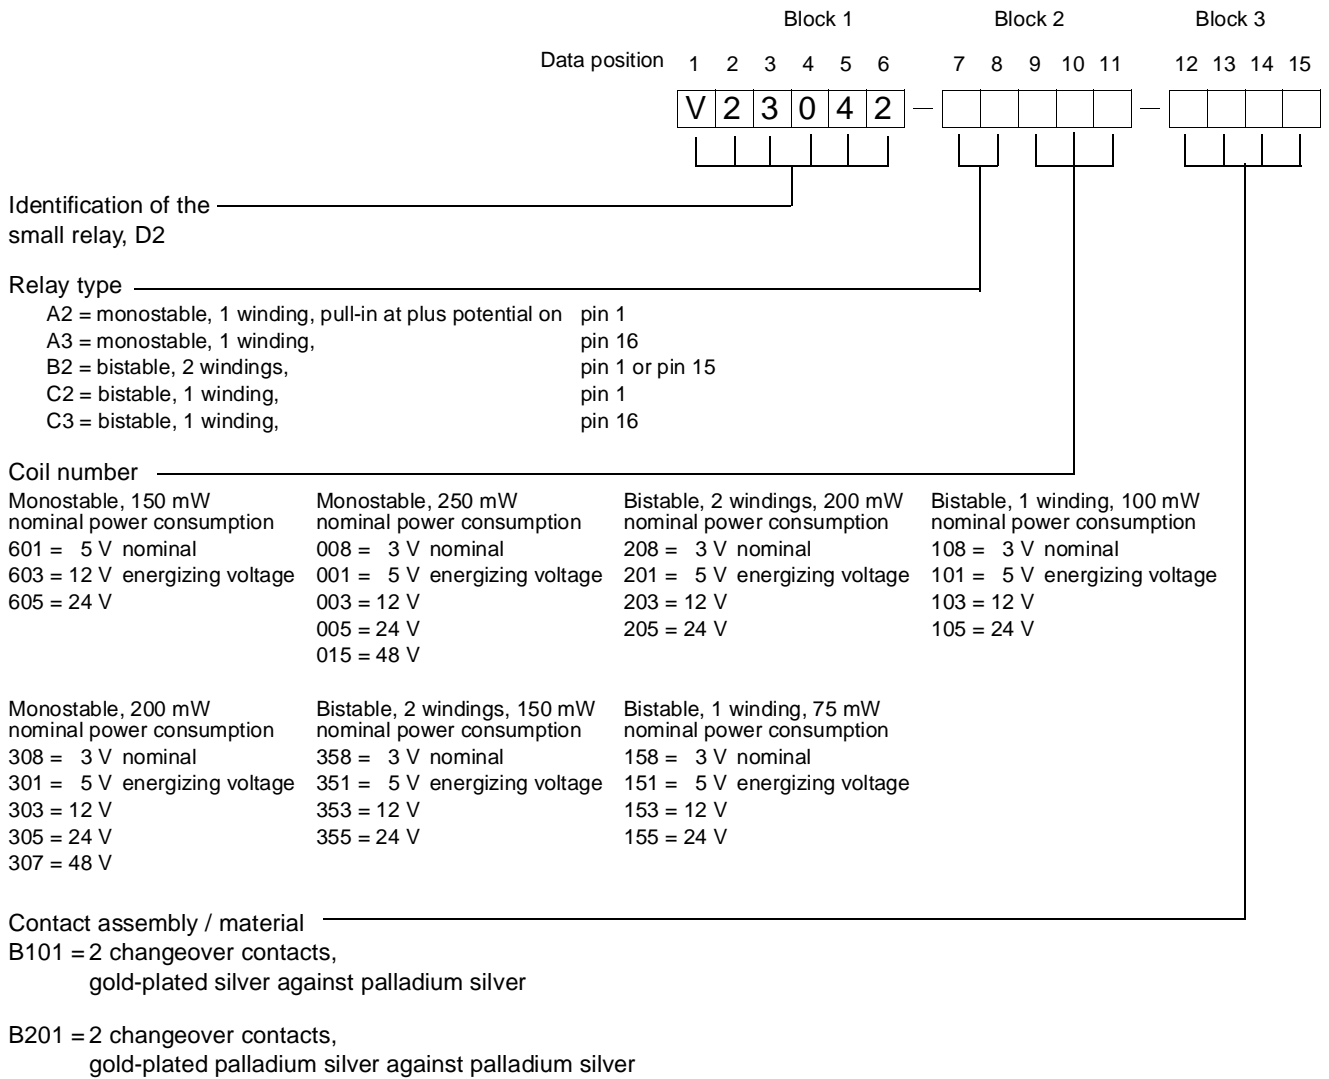 Block 1 Block 2 Block 3
Data position 1 2 3 4 5 6 7 8 9 10 11 12 13 14 15
V 2 3 0 4 2 — —
Identification of the
small relay, D2
Relay type
A2 = monostable, 1 winding, pull-in at plus potential on pin 1
A3 = monostable, 1 winding, pin 16
B2 = bistable, 2 windings, pin 1 or pin 15
C2 = bistable, 1 winding, pin 1
C3 = bistable, 1 winding, pin 16
Coil number
Monostable, 150 mW Monostable, 250 mW Bistable, 2 windings, 200 mW Bistable, 1 winding, 100 mW
nominal power consumption nominal power consumption nominal power consumption nominal power consumption
601 = 5 V nominal 008 = 3 V nominal 208 = 3 V nominal 108 = 3 V nominal
603 = 12 V energizing voltage 001 = 5 V energizing voltage 201 = 5 V energizing voltage 101 = 5 V energizing voltage
605 = 24 V 003 = 12 V 203 = 12 V 103 = 12 V
005 = 24 V 205 = 24 V 105 = 24 V
015 = 48 V
Monostable, 200 mW Bistable, 2 windings, 150 mW Bistable, 1 winding, 75 mW
nominal power consumption nominal power consumption nominal power consumption
308 = 3 V nominal 358 = 3 V nominal 158 = 3 V nominal
301 = 5 V energizing voltage 351 = 5 V energizing voltage 151 = 5 V energizing voltage
303 = 12 V 353 = 12 V 153 = 12 V
305 = 24 V 355 = 24 V 155 = 24 V
307 = 48 V
Contact assembly / material
B101 = 2 changeover contacts,
gold-plated silver against palladium silver
B201 = 2 changeover contacts,
gold-plated palladium silver against palladium silver